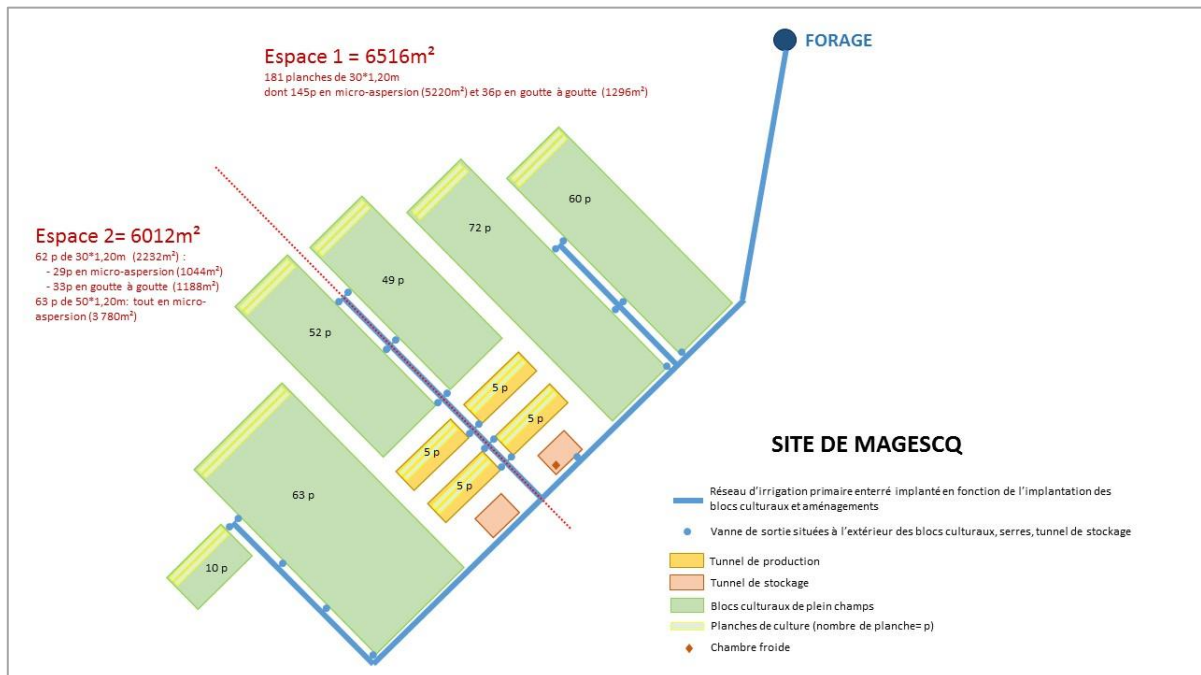 FORAGE
Espace 1 = 6516m²
181 planches de 30*1,20m
dont 145p en micro-aspersion (5220m²) et 36p en goutte à goutte (1296m²)
60 p
72 p
Espace 2= 6012m²
62 p de 30*1,20m (2232m²) :
- 29p en micro-aspersion (1044m²)
- 33p en goutte à goutte (1188m²)
63 p de 50*1,20m: tout en micro-
aspersion (3 780m²)
49 p
52 p
5 p
5 p
5 p
5 p
63 p
10 p
SITE DE MAGESCQ
Réseau d'irrigation primaire enterré implanté en fonction de l'implantation des
blocs culturaux et aménagements
Vanne de sortie situées à l'extérieur des blocs culturaux, serres, tunnel de stockage
Tunnel de production
Tunnel de stockage
Blocs culturaux de plein champs
Planches de culture (nombre de planche= p)
Chambre froide